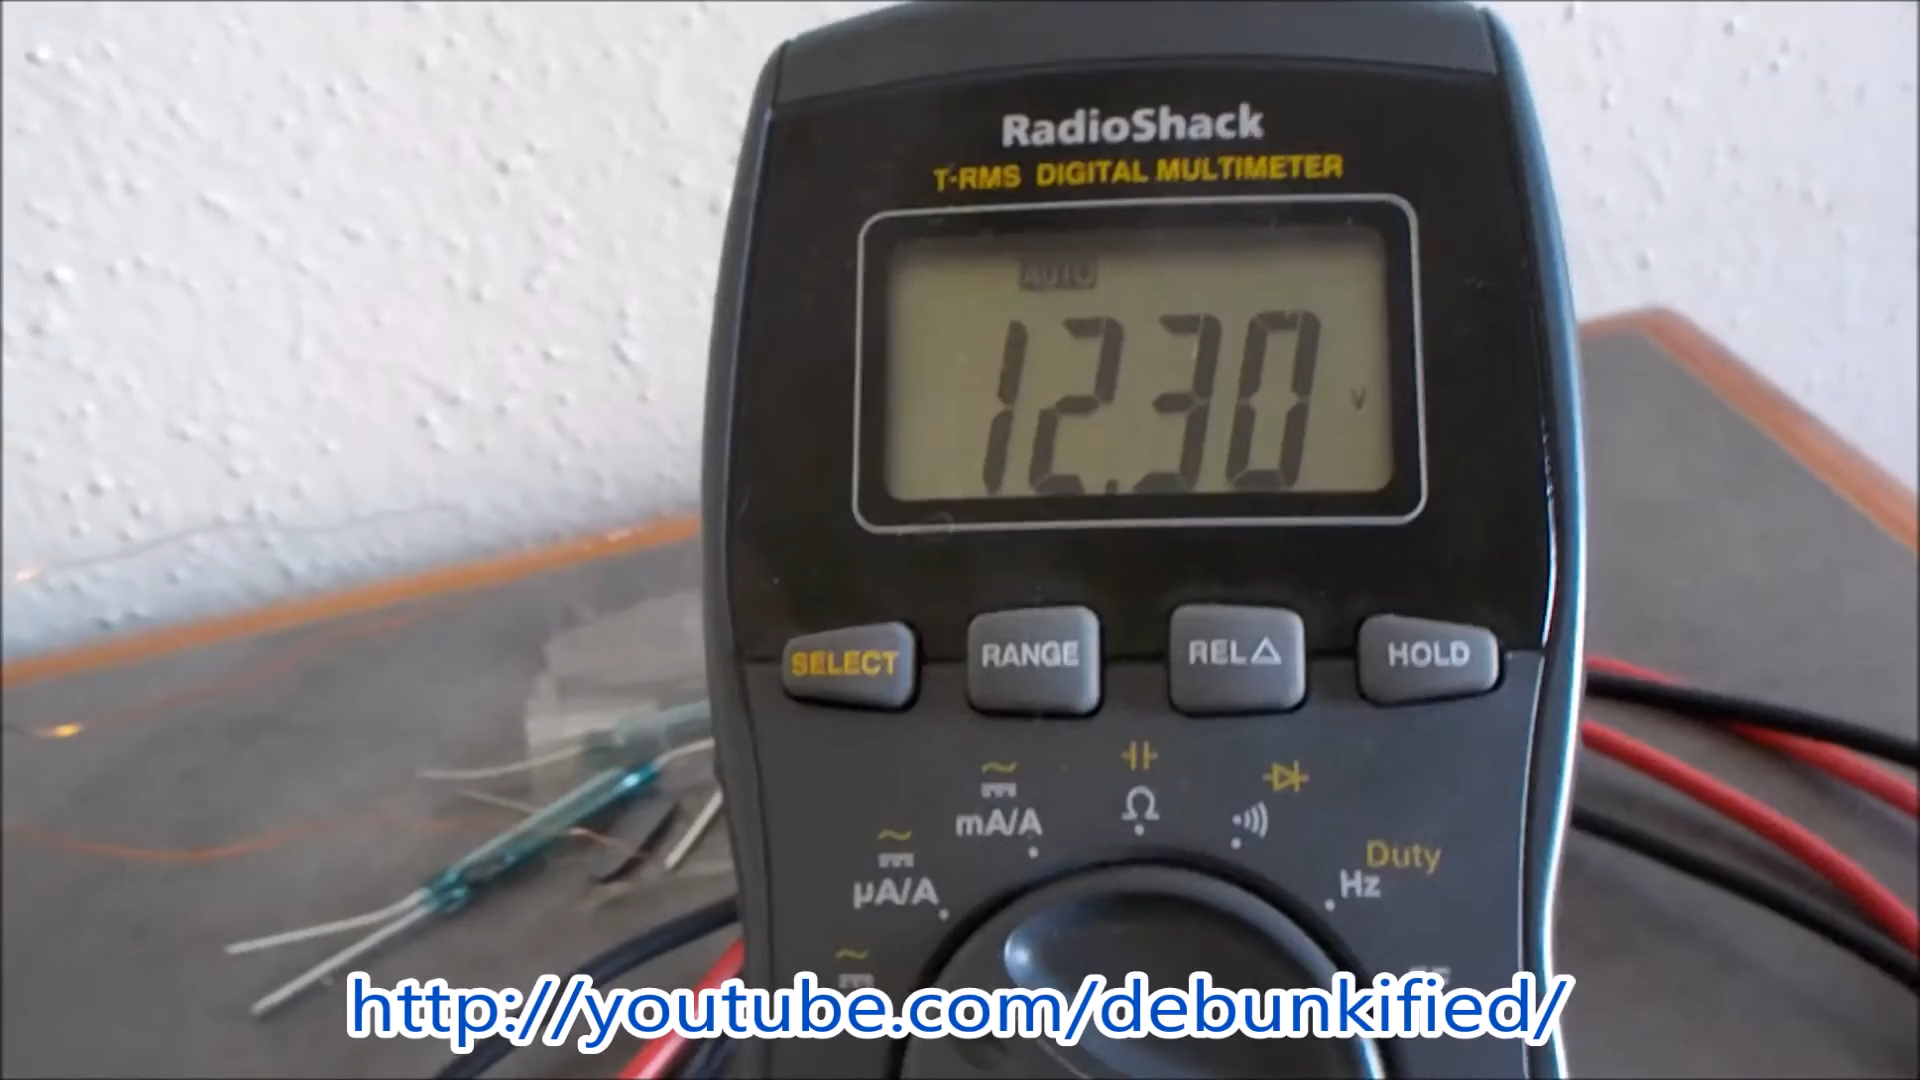 RadioShack
T-RMS DIGITAL MULTIMETER
AUTO
12.30
V
SELECT
RANGE
REL△
HOLD
mA/A
Ω
Duty
µA/A
Hz
http://youtube.com/debunkified/